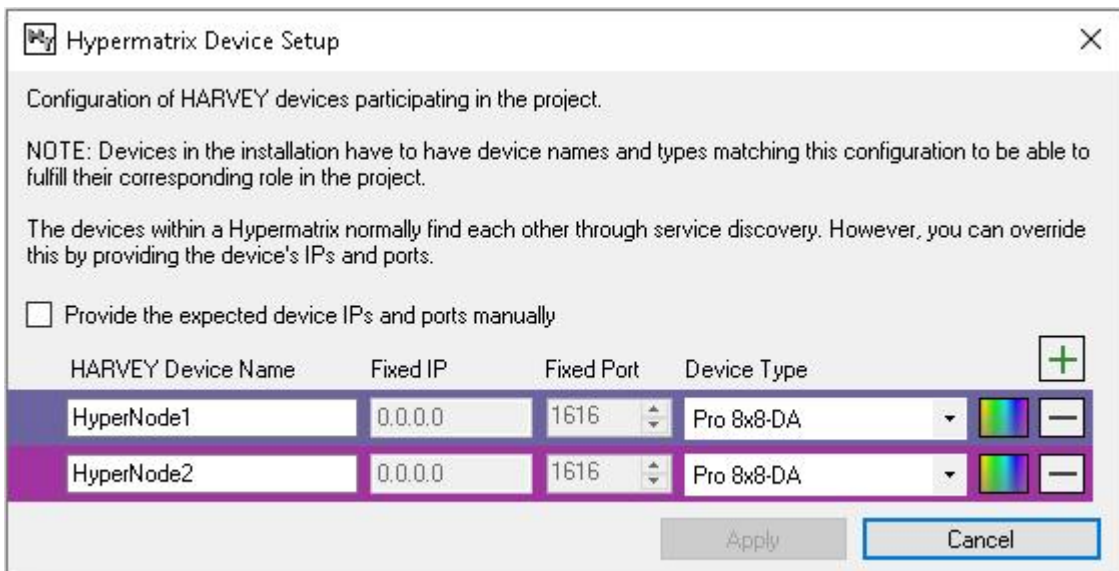 Hypermatrix Device Setup
Configuration of HARVEY devices participating in the project.
NOTE: Devices in the installation have to have device names and types matching this configuration to be able to
fulfill their corresponding role in the project.
The devices within a Hypermatrix normally find each other through service discovery. However, you can override
this by providing the device's IPs and ports.
Provide the expected device IPs and ports manually
HARVEY Device Name Fixed IP Fixed Port Device Type
HyperNode1 0.0.0.0 1616 Pro 8x8-DA
HyperNode2 0.0.0.0 1616 Pro 8x8-DA
Apply Cancel